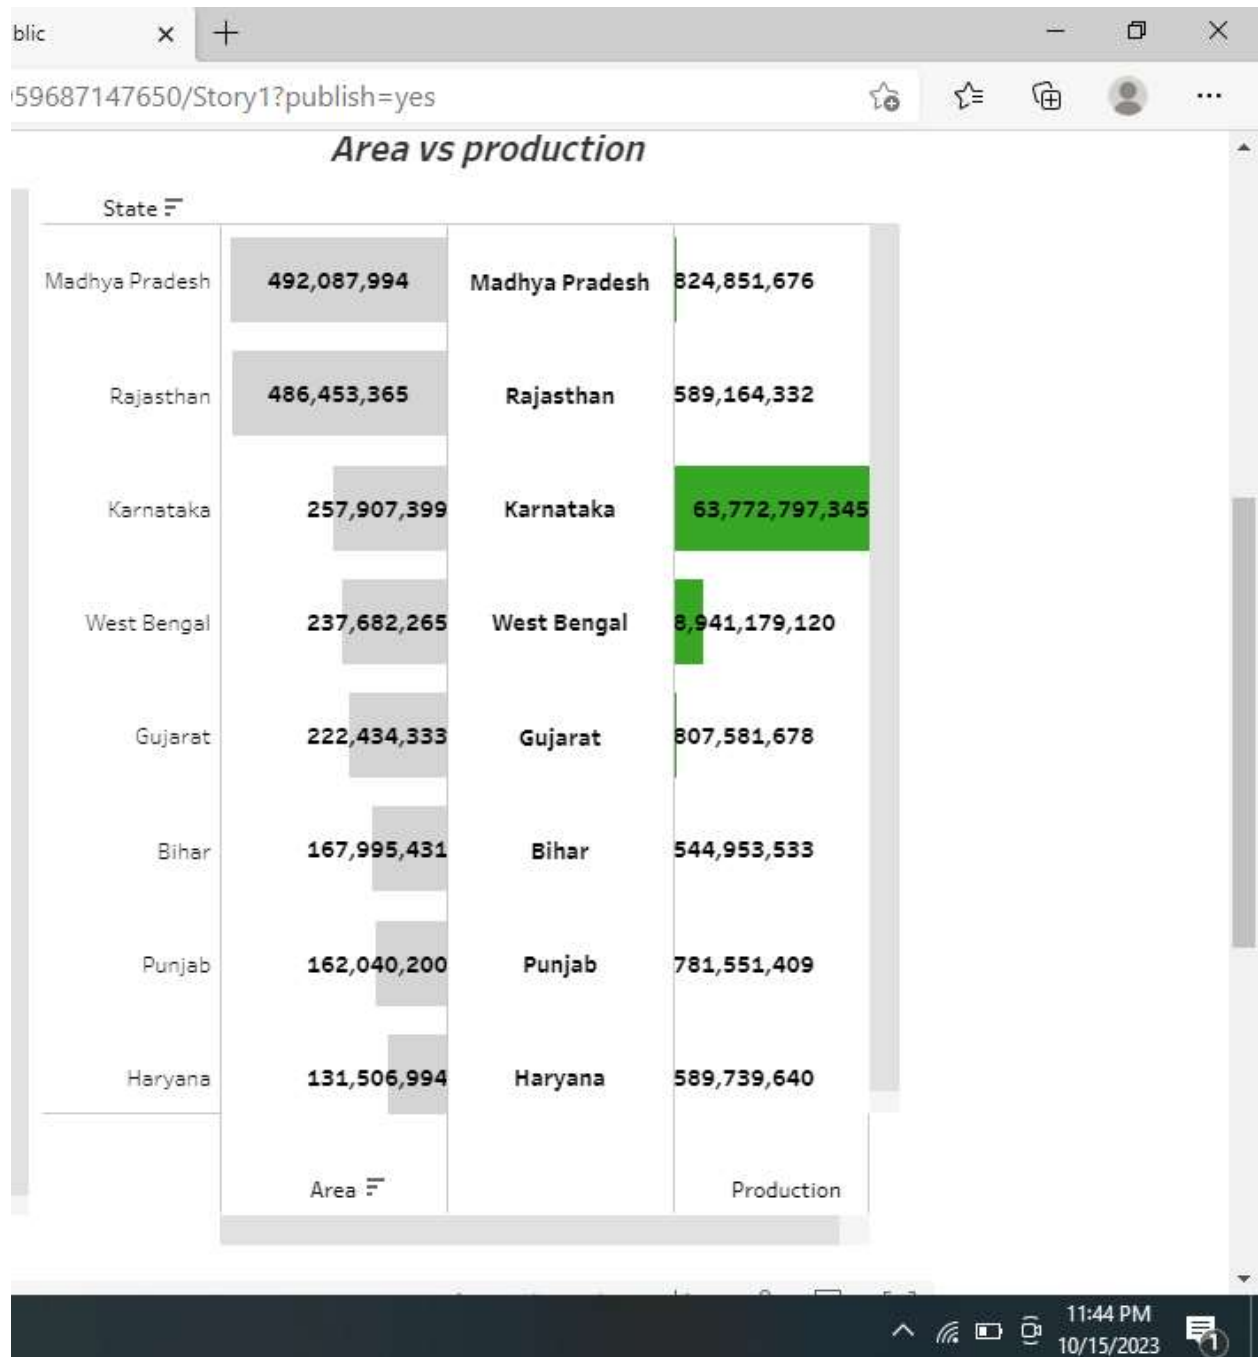 blic
59687147650/Story1?publish=yes
Area vs production
State
Madhya Pradesh 492,087,994 Madhya Pradesh 824,851,676
Rajasthan 486,453,365 Rajasthan 589,164,332
Karnataka 257,907,399 Karnataka 63,772,797,345
West Bengal 237,682,265 West Bengal 8,941,179,120
Gujarat 222,434,333 Gujarat 807,581,678
Bihar 167,995,431 Bihar 544,953,533
Punjab 162,040,200 Punjab 781,551,409
Haryana 131,506,994 Haryana 589,739,640
Area Production
11:44 PM
10/15/2023
1